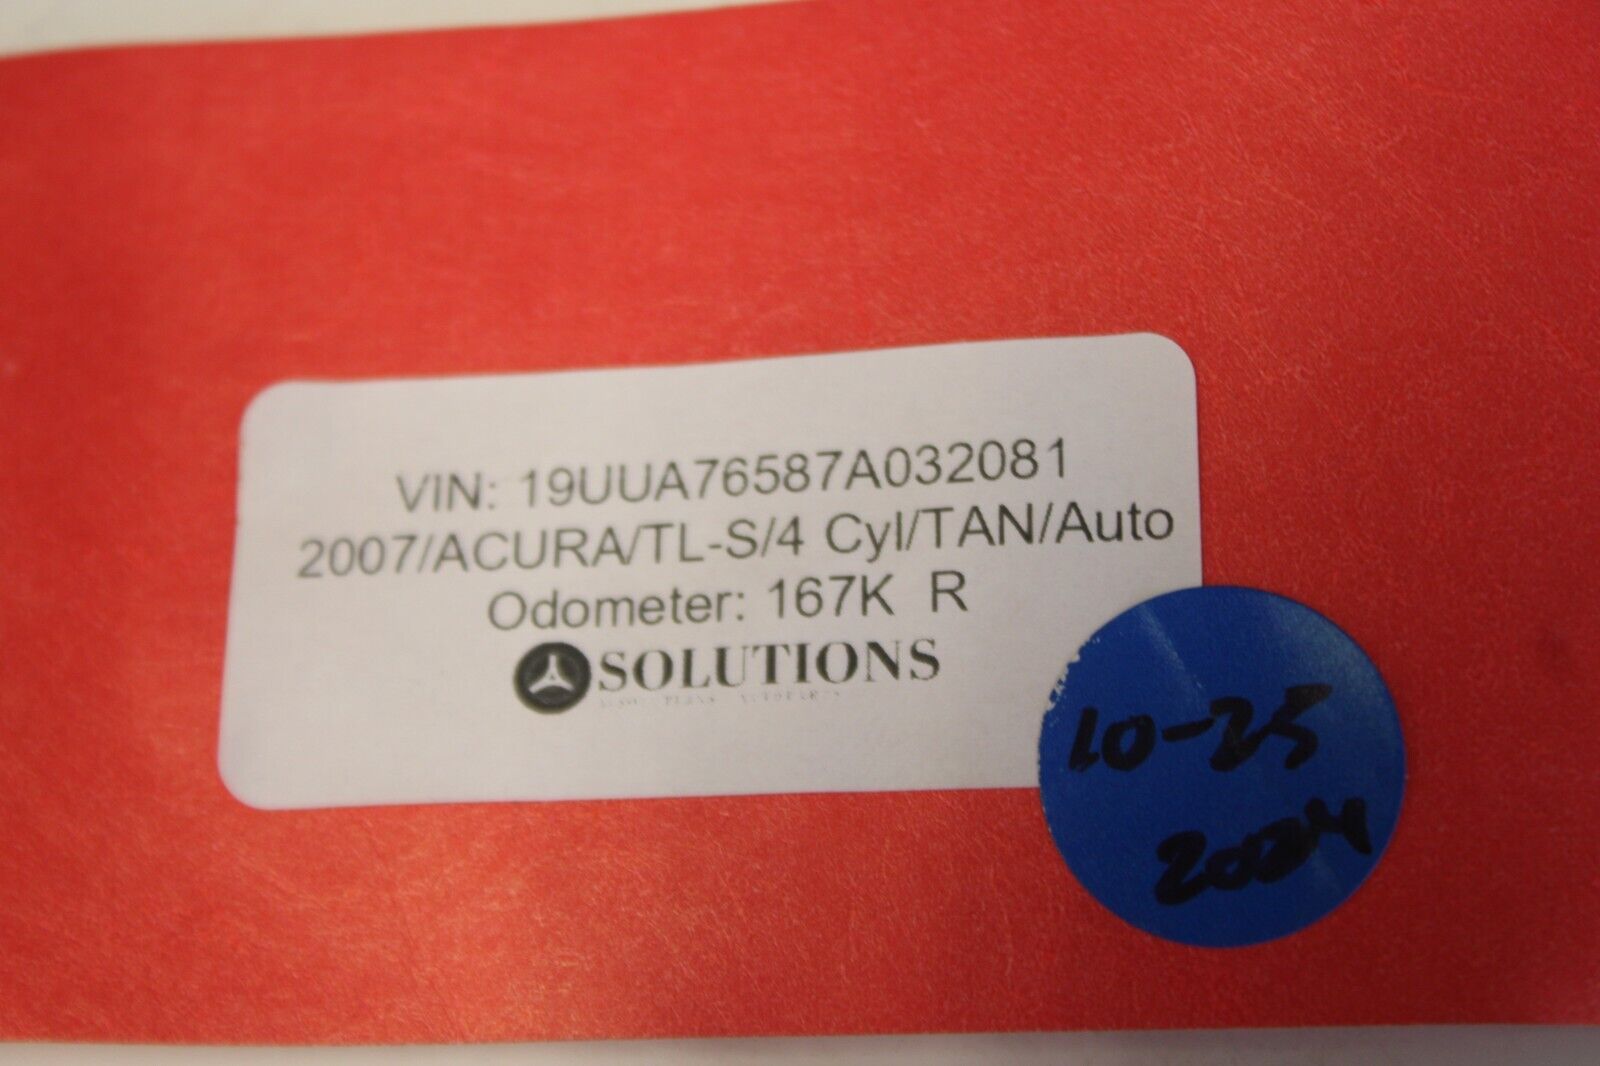 VIN: 19UUA76587A032081
2007/ACURA/TL-S/4 Cyl/TAN/Auto
Odometer: 167K R
SOLUTIONS
10-25
2024